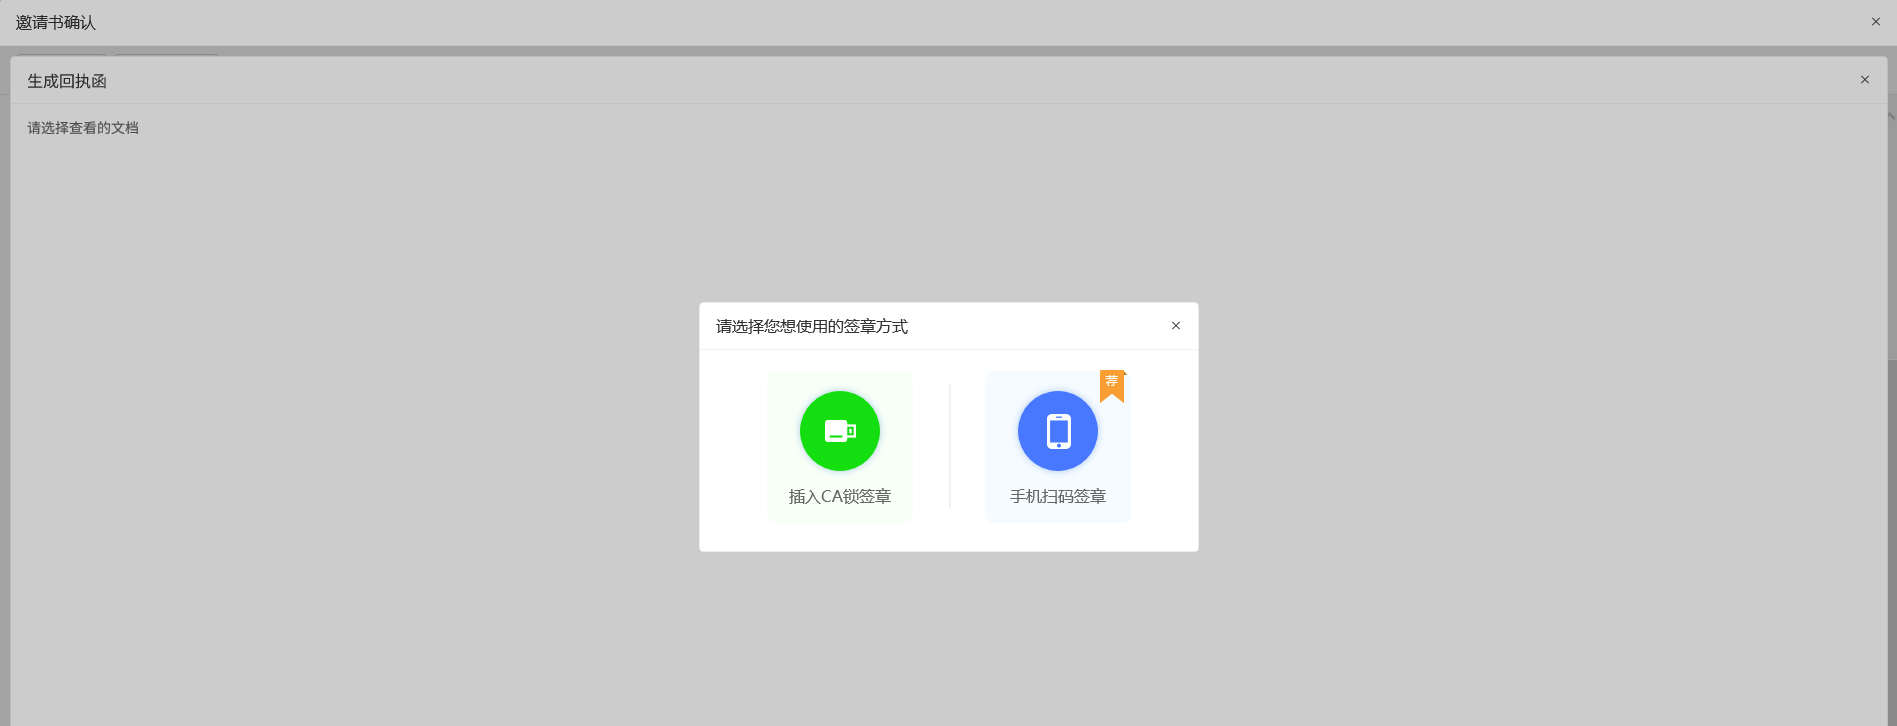 邀请书确认
生成回执函
请选择查看的文档
请选择您想使用的签章方式
荐
插入CA锁签章
手机扫码签章